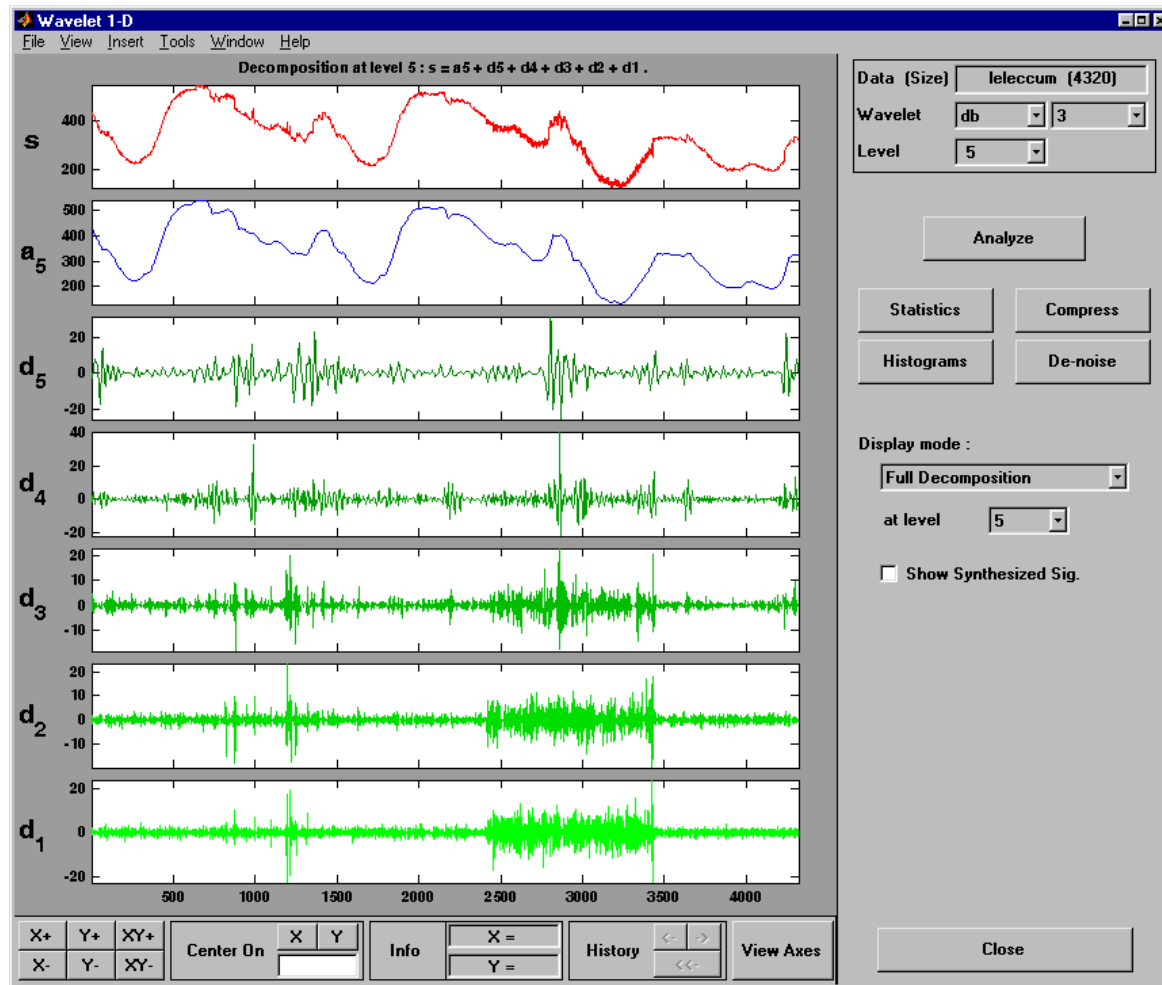 Wavelet 1-D
File View Insert Tools Window Help
Decomposition at level 5 : s = a5 + d5 + d4 + d3 + d2 + d1 .
s
400
200
a5
500
400
300
200
d5
20
0
-20
d4
40
20
0
-20
d3
20
10
0
-10
d2
20
10
0
-10
d1
20
0
-20
500 1000 1500 2000 2500 3000 3500 4000
Data (Size) leleccum (4320)
Wavelet db 3
Level 5
Analyze
Statistics Compress
Histograms De-noise
Display mode :
Full Decomposition
at level 5
Show Synthesized Sig.
X+ Y+ XY+
X- Y- XY-
Center On X Y
Info X =
Y =
History <- ->
<<-
View Axes
Close